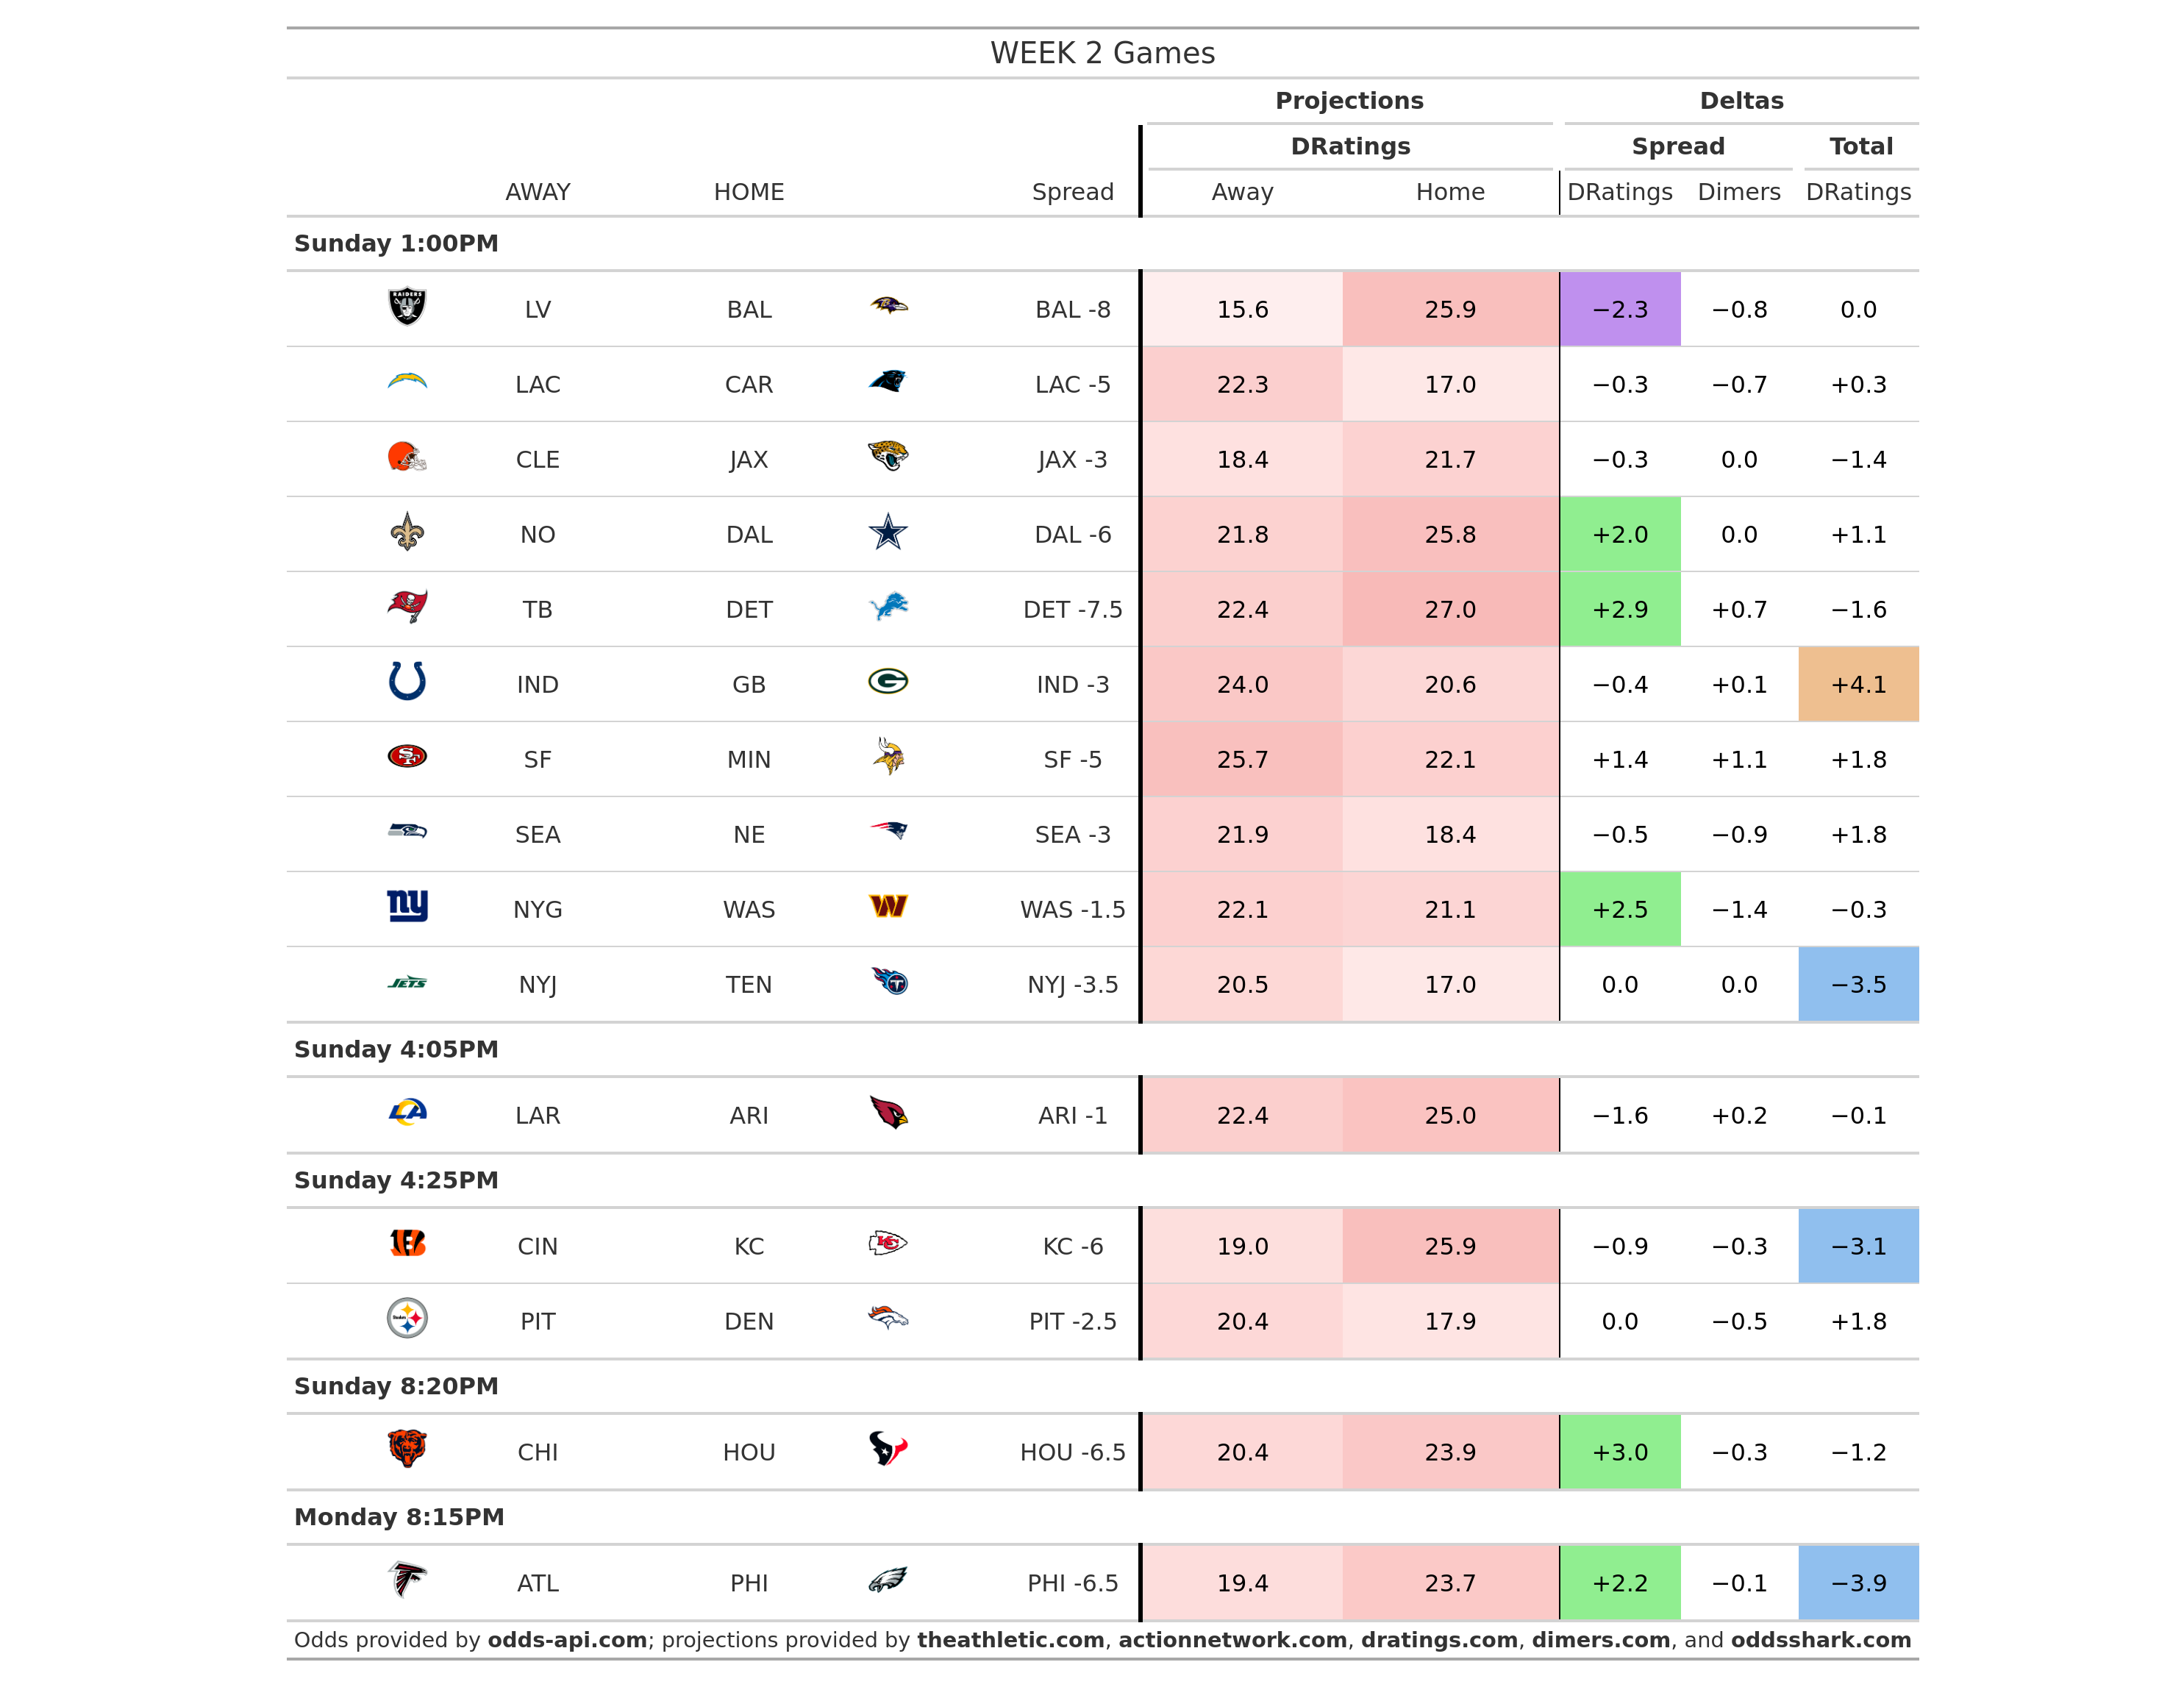 WEEK 2 Games
Projections Deltas
DRatings Spread Total
AWAY HOME Spread Away Home DRatings Dimers DRatings
Sunday 1:00PM
RAIDERS LV BAL BAL -8 15.6 25.9 −2.3 −0.8 0.0
LAC CAR LAC -5 22.3 17.0 −0.3 −0.7 +0.3
CLE JAX JAX -3 18.4 21.7 −0.3 0.0 −1.4
NO DAL DAL -6 21.8 25.8 +2.0 0.0 +1.1
TB DET DET -7.5 22.4 27.0 +2.9 +0.7 −1.6
IND GB G IND -3 24.0 20.6 −0.4 +0.1 +4.1
SF SF MIN SF -5 25.7 22.1 +1.4 +1.1 +1.8
SEA NE SEA -3 21.9 18.4 −0.5 −0.9 +1.8
ny NYG WAS W WAS -1.5 22.1 21.1 +2.5 −1.4 −0.3
JETS NYJ TEN T NYJ -3.5 20.5 17.0 0.0 0.0 −3.5
Sunday 4:05PM
LA LAR ARI ARI -1 22.4 25.0 −1.6 +0.2 −0.1
Sunday 4:25PM
B CIN KC KC KC -6 19.0 25.9 −0.9 −0.3 −3.1
Steelers PIT DEN PIT -2.5 20.4 17.9 0.0 −0.5 +1.8
Sunday 8:20PM
CHI HOU HOU -6.5 20.4 23.9 +3.0 −0.3 −1.2
Monday 8:15PM
ATL PHI PHI -6.5 19.4 23.7 +2.2 −0.1 −3.9
Odds provided by odds-api.com; projections provided by theathletic.com, actionnetwork.com, dratings.com, dimers.com, and oddsshark.com